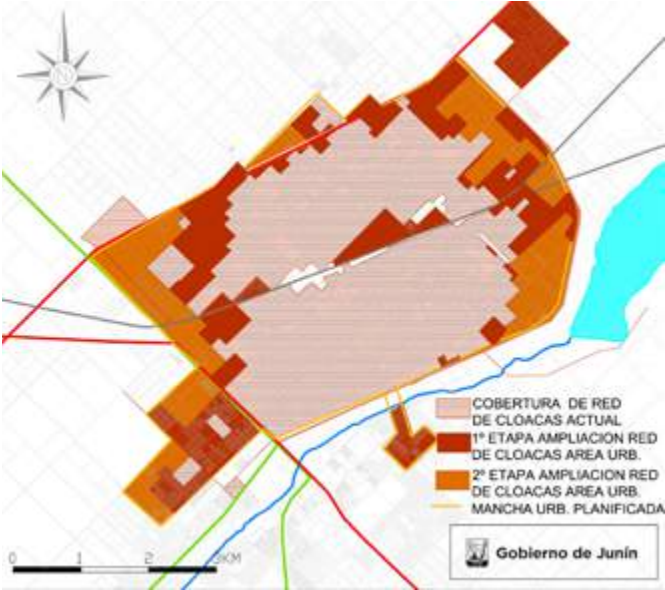 N
COBERTURA DE RED
DE CLOACAS ACTUAL
1º ETAPA AMPLIACION RED
DE CLOACAS AREA URB.
2º ETAPA AMPLIACION RED
DE CLOACAS AREA URB.
MANCHA URB. PLANIFICADA
0 1 2 3KM
Gobierno de Junín